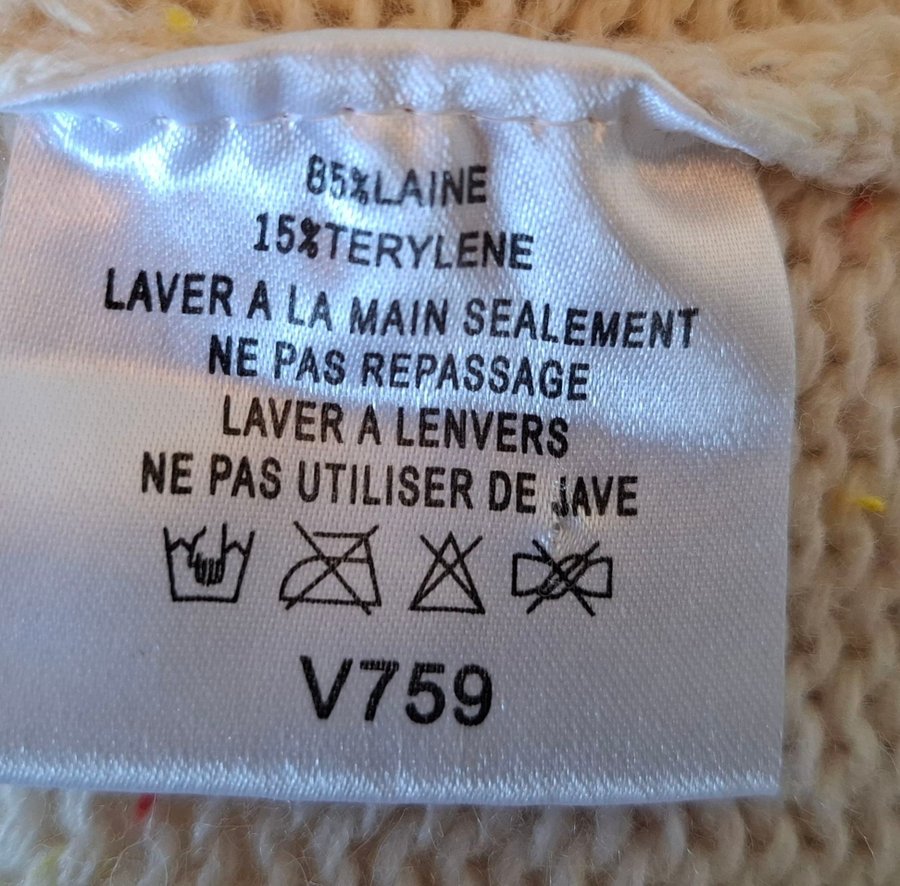 85%LAINE
15%TERYLENE
LAVER A LA MAIN SEALEMENT
NE PAS REPASSAGE
LAVER A LENVERS
NE PAS UTILISER DE JAVE
V759